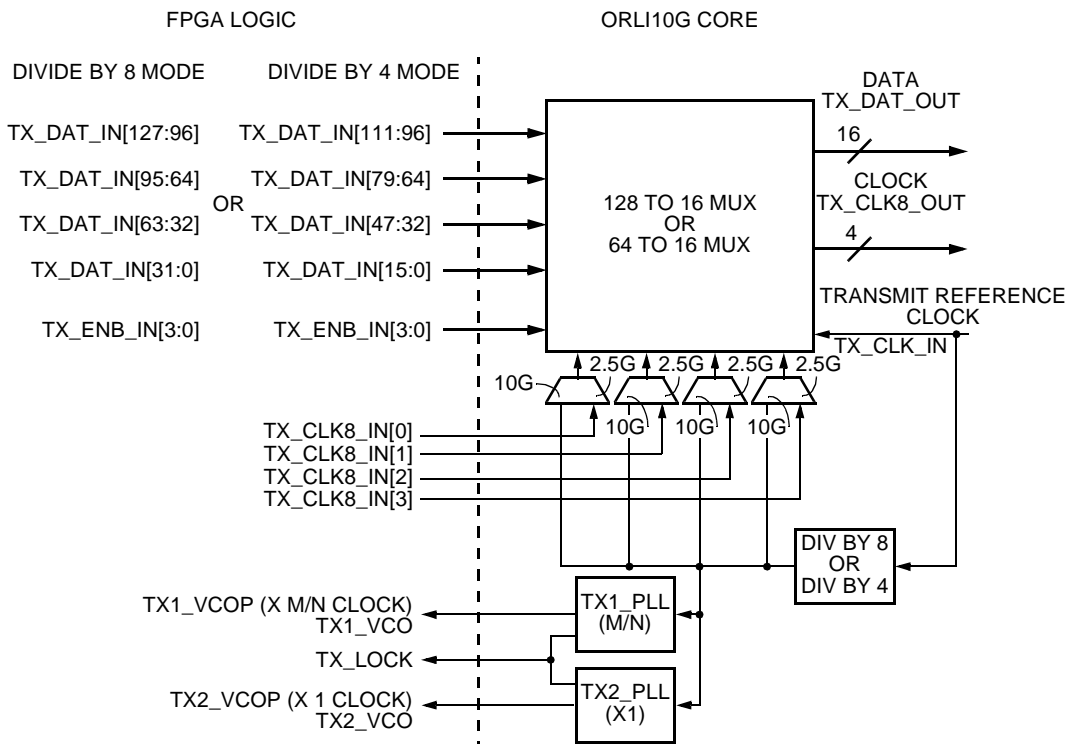 FPGA LOGIC
ORLI10G CORE
DIVIDE BY 8 MODE
DIVIDE BY 4 MODE
DATA
TX_DAT_OUT
TX_DAT_IN[127:96]
TX_DAT_IN[111:96]
16
TX_DAT_IN[95:64]
TX_DAT_IN[79:64]
OR
CLOCK
TX_CLK8_OUT
TX_DAT_IN[63:32]
TX_DAT_IN[47:32]
128 TO 16 MUX
OR
64 TO 16 MUX
4
TX_DAT_IN[31:0]
TX_DAT_IN[15:0]
TRANSMIT REFERENCE
CLOCK
TX_ENB_IN[3:0]
TX_ENB_IN[3:0]
TX_CLK_IN
2.5G
2.5G
2.5G
2.5G
10G
10G
10G
10G
TX_CLK8_IN[0]
TX_CLK8_IN[1]
TX_CLK8_IN[2]
TX_CLK8_IN[3]
DIV BY 8
OR
DIV BY 4
TX1_VCOP (X M/N CLOCK)
TX1_VCO
TX1_PLL
(M/N)
TX_LOCK
TX2_VCOP (X 1 CLOCK)
TX2_VCO
TX2_PLL
(X1)